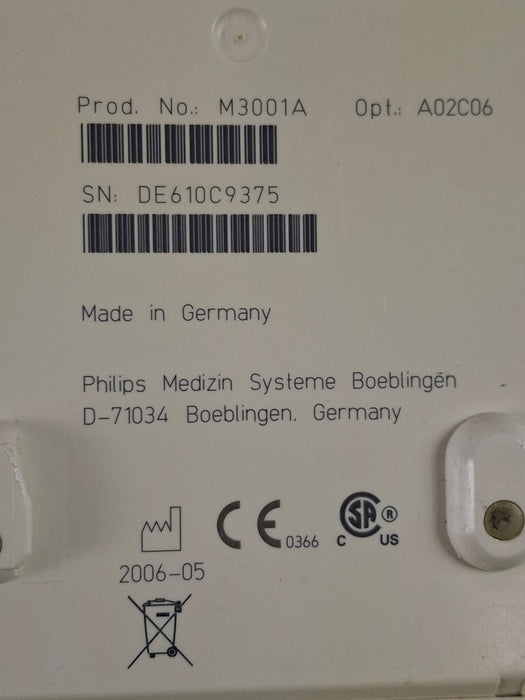 Prod. No.: M3001A Opt.: A02C06
SN: DE610C9375
Made in Germany
Philips Medizin Systeme Boeblingen
D-71034 Boeblingen, Germany
CE 0366
SA ®
C US
2006-05